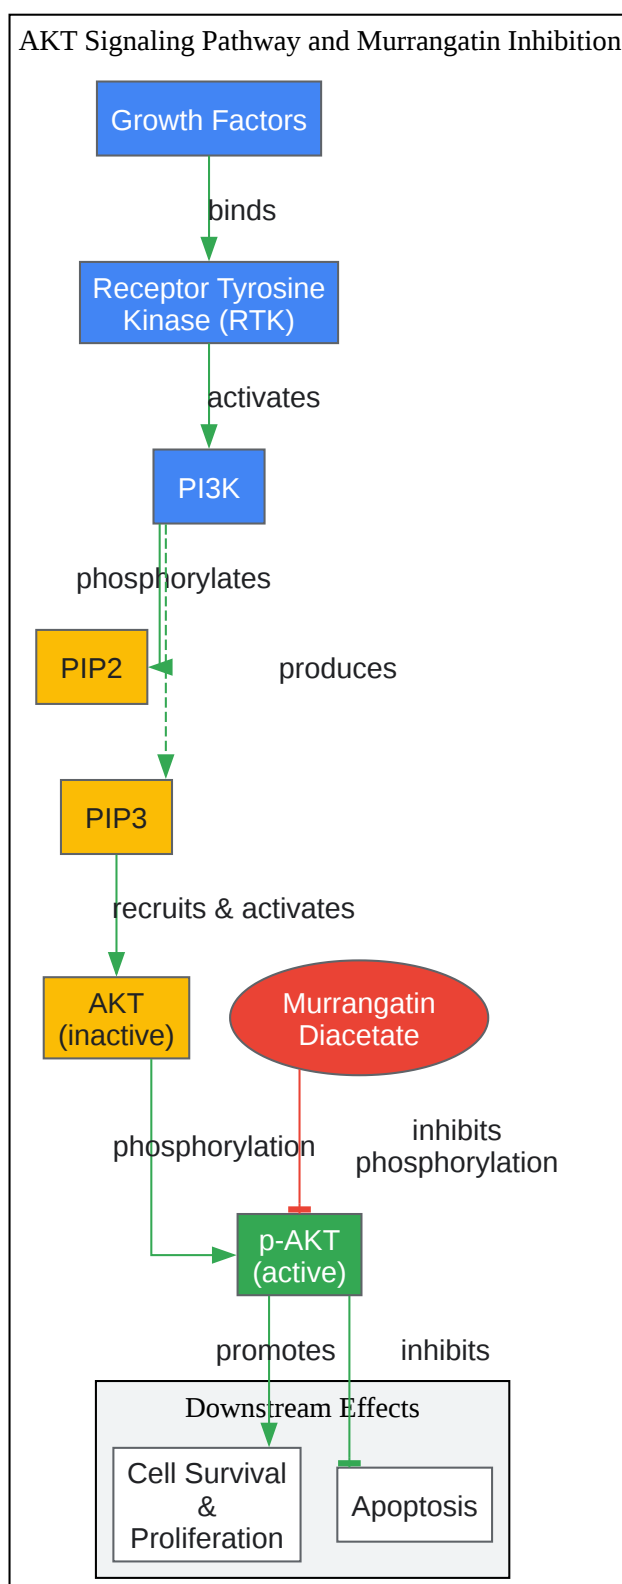 AKT Signaling Pathway and Murrangatin Inhibition
Growth Factors
binds
Receptor Tyrosine
Kinase (RTK)
activates
PI3K
phosphorylates
PIP2
produces
PIP3
recruits & activates
AKT
(inactive)
Murrangatin
Diacetate
phosphorylation
inhibits
phosphorylation
p-AKT
(active)
promotes
inhibits
Downstream Effects
Cell Survival
&
Proliferation
Apoptosis